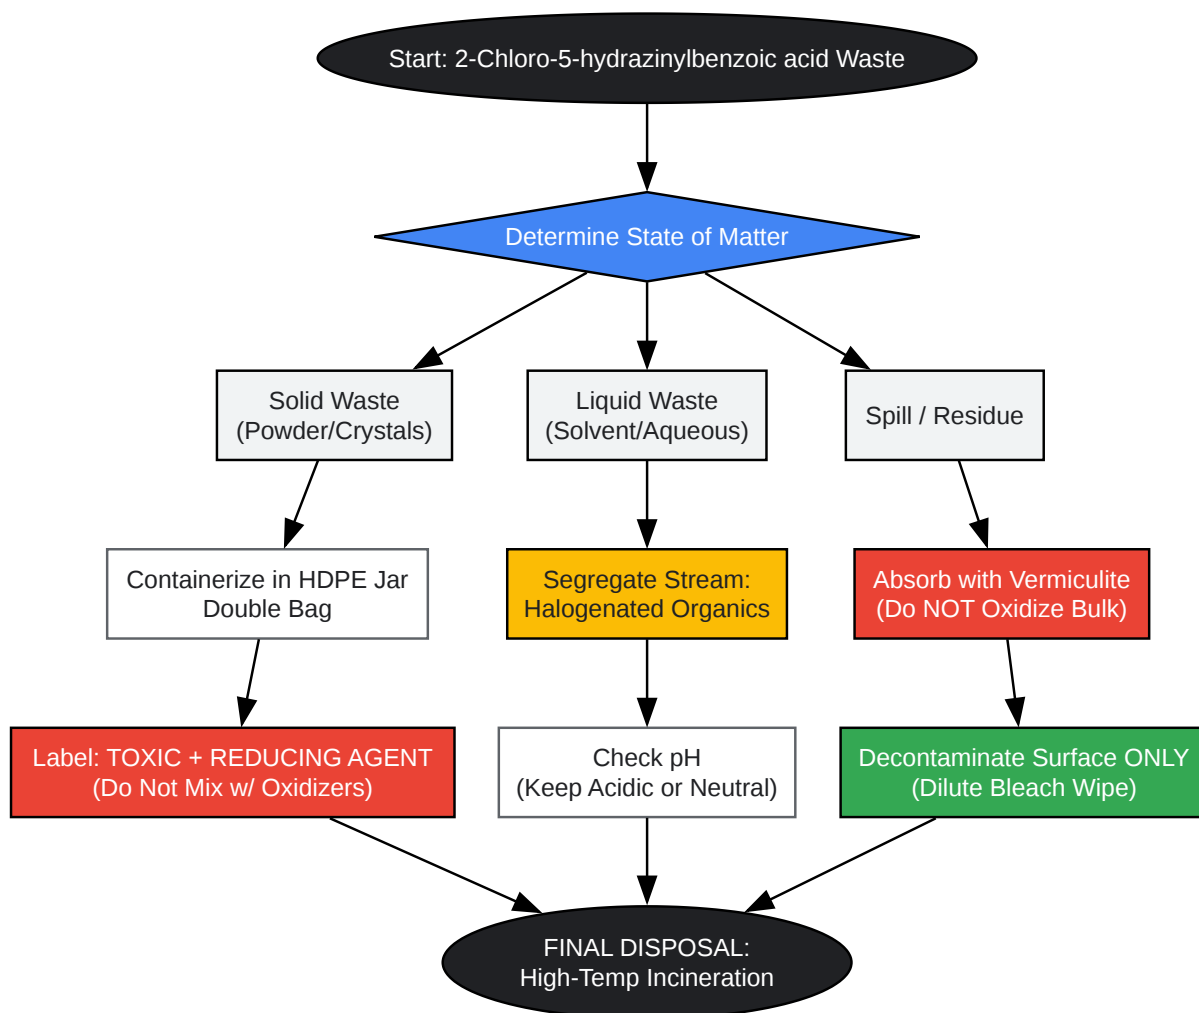 Start: 2-Chloro-5-hydrazinylbenzoic acid Waste
Determine State of Matter
Solid Waste
(Powder/Crystals)
Liquid Waste
(Solvent/Aqueous)
Spill / Residue
Containerize in HDPE Jar
Double Bag
Segregate Stream:
Halogenated Organics
Absorb with Vermiculite
(Do NOT Oxidize Bulk)
Label: TOXIC + REDUCING AGENT
(Do Not Mix w/ Oxidizers)
Check pH
(Keep Acidic or Neutral)
Decontaminate Surface ONLY
(Dilute Bleach Wipe)
FINAL DISPOSAL:
High-Temp Incineration